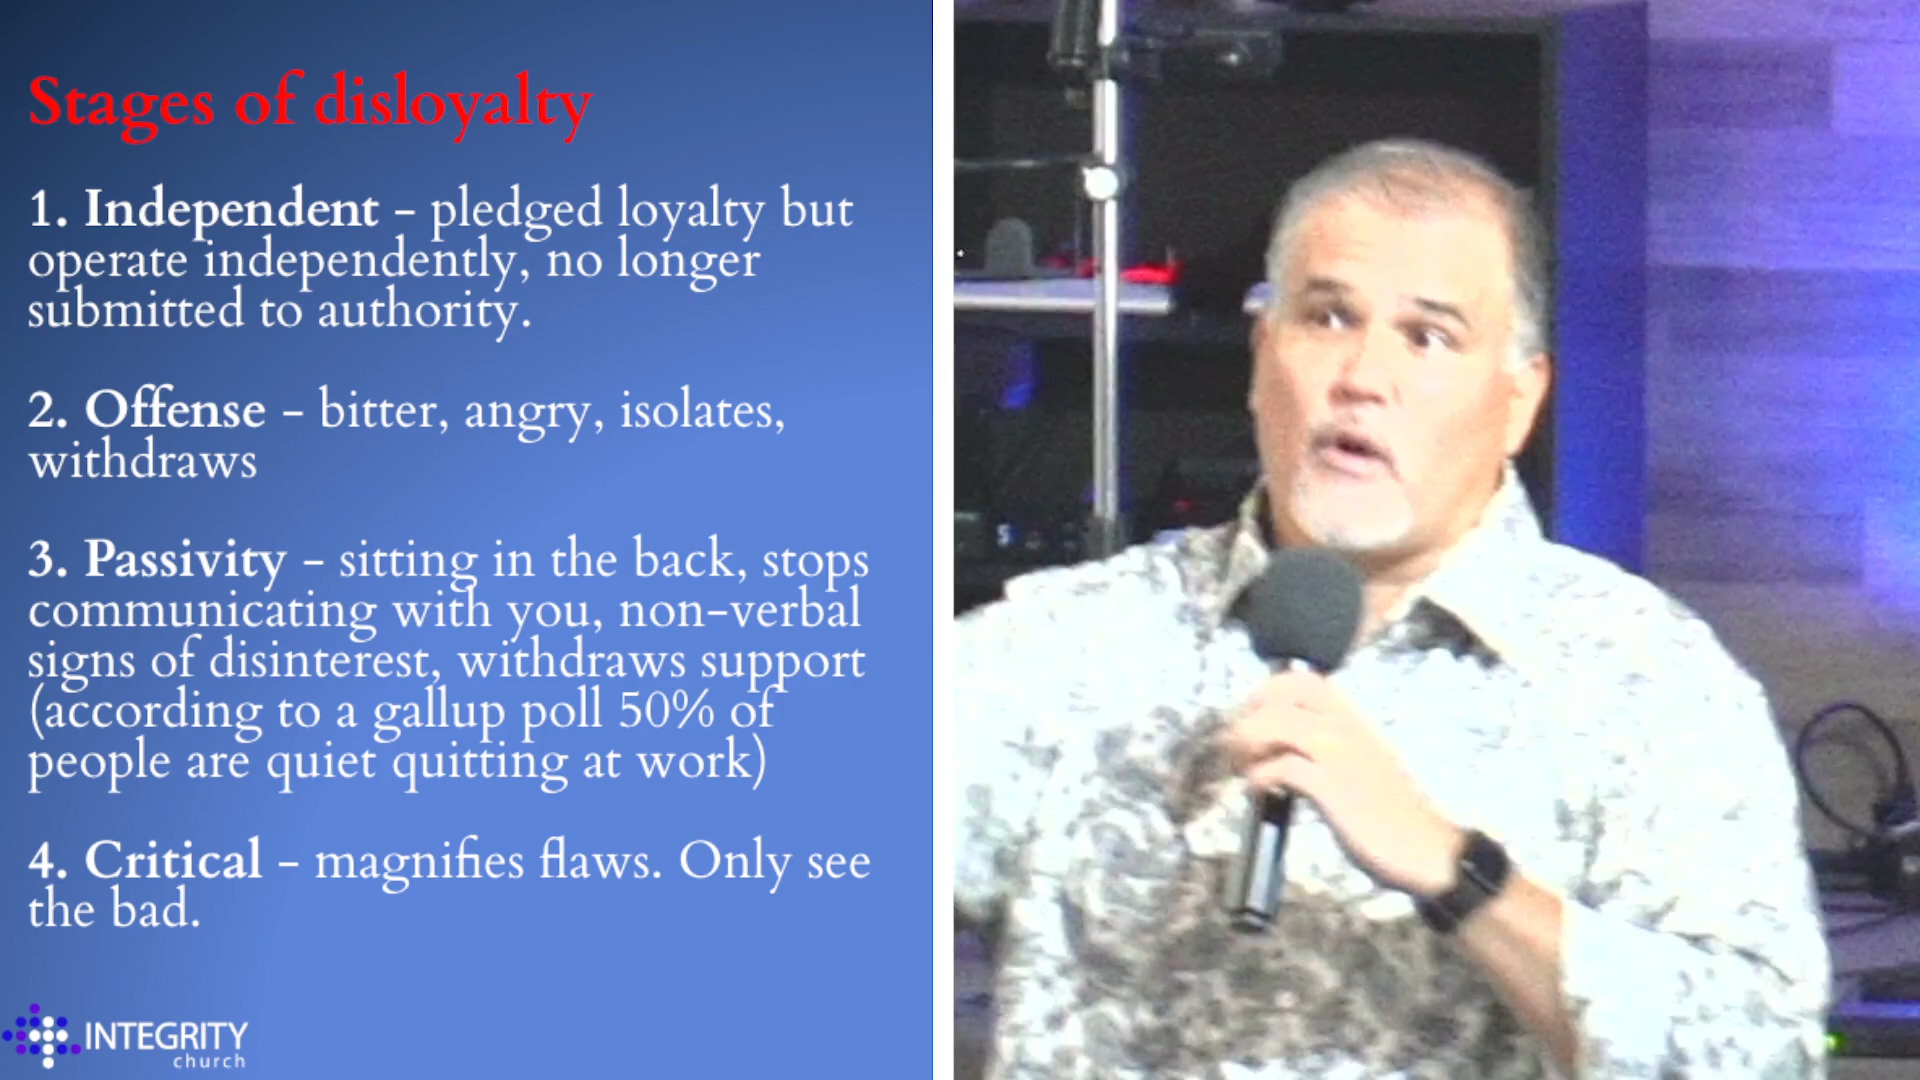 Stages of disloyalty
1. Independent - pledged loyalty but
operate independently, no longer
submitted to authority.
2. Offense - bitter, angry, isolates,
withdraws
3. Passivity - sitting in the back, stops
communicating with you, non-verbal
signs of disinterest, withdraws support
(according to a gallup poll 50% of
people are quiet quitting at work)
4. Critical - magnifies flaws. Only see
the bad.
INTEGRITY
church